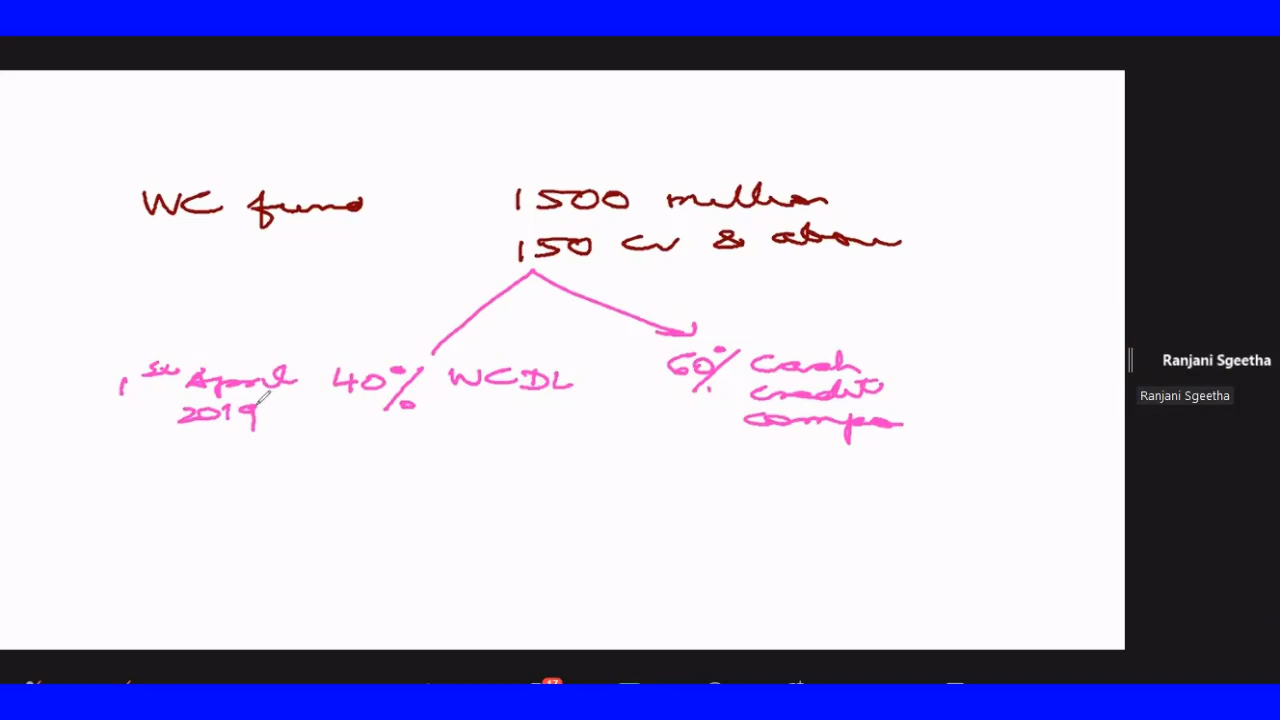 WC fund 1500 million
150 Cr & above
1st April 40% WCDL 60% Cash
2019 credit
compo
Ranjani Sgeetha
Ranjani Sgeetha
17